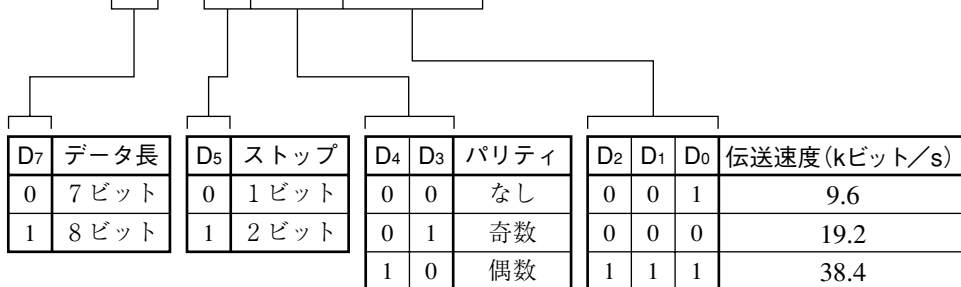 D7 データ長 D5 ストップ D4 D3 パリティ D2 D1 D0 伝送速度(kビット/s)
0 7ビット 0 1ビット 0 0 なし 0 0 1 9.6
1 8ビット 1 2ビット 0 1 奇数 0 0 0 19.2
1 0 偶数 1 1 1 38.4